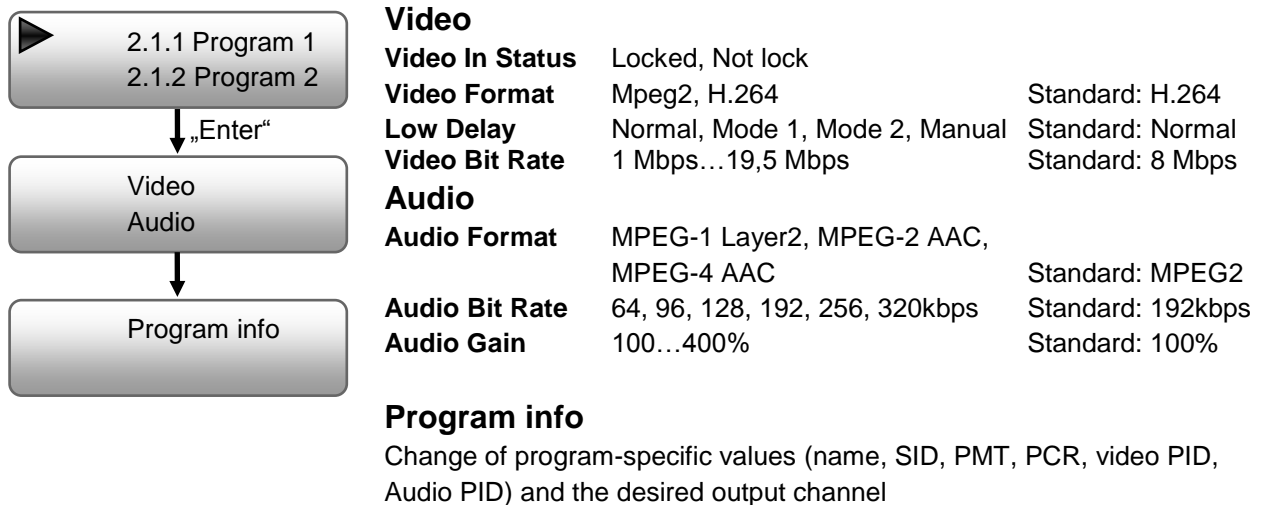 2.1.1 Program 1
2.1.2 Program 2
„Enter“
Video
Audio
Program info
Video
Video In Status Locked, Not lock
Video Format Mpeg2, H.264 Standard: H.264
Low Delay Normal, Mode 1, Mode 2, Manual Standard: Normal
Video Bit Rate 1 Mbps…19,5 Mbps Standard: 8 Mbps
Audio
Audio Format MPEG-1 Layer2, MPEG-2 AAC,
MPEG-4 AAC Standard: MPEG2
Audio Bit Rate 64, 96, 128, 192, 256, 320kbps Standard: 192kbps
Audio Gain 100…400% Standard: 100%
Program info
Change of program-specific values (name, SID, PMT, PCR, video PID,
Audio PID) and the desired output channel